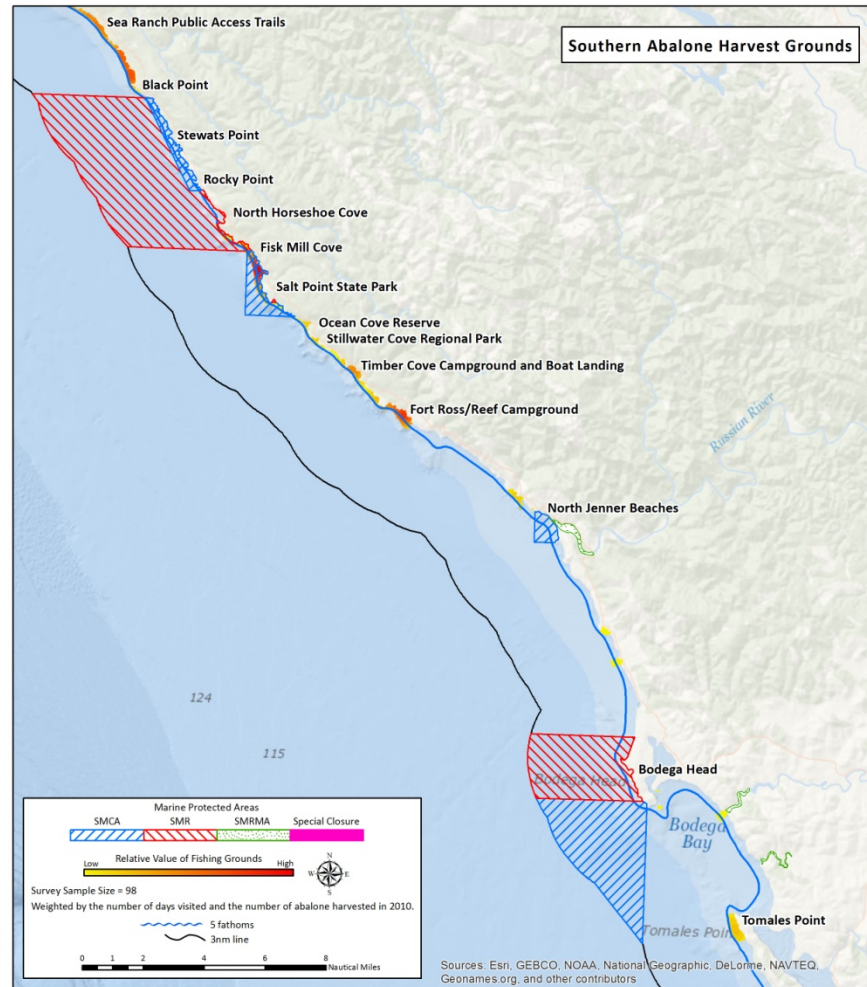 Southern Abalone Harvest Grounds
Sea Ranch Public Access Trails
Black Point
Stewats Point
Rocky Point
North Horseshoe Cove
Fisk Mill Cove
Salt Point State Park
Ocean Cove Reserve
Stillwater Cove Regional Park
Timber Cove Campground and Boat Landing
Fort Ross/Reef Campground
Russian River
North Jenner Beaches
124
115
Bodega Head
Bodega Head
Bodega
Bay
Tomales Point
Tomales Poin
Marine Protected Areas
SMCA SMR SMRMA Special Closure
Relative Value of Fishing Grounds
Low High
N
W E
S
Survey Sample Size = 98
Weighted by the number of days visited and the number of abalone harvested in 2010.
5 fathoms
3nm line
0 1 2 4 6 8
Nautical Miles
Sources: Esri, GEBCO, NOAA, National Geographic, DeLorme, NAVTEQ,
Geonames.org, and other contributors